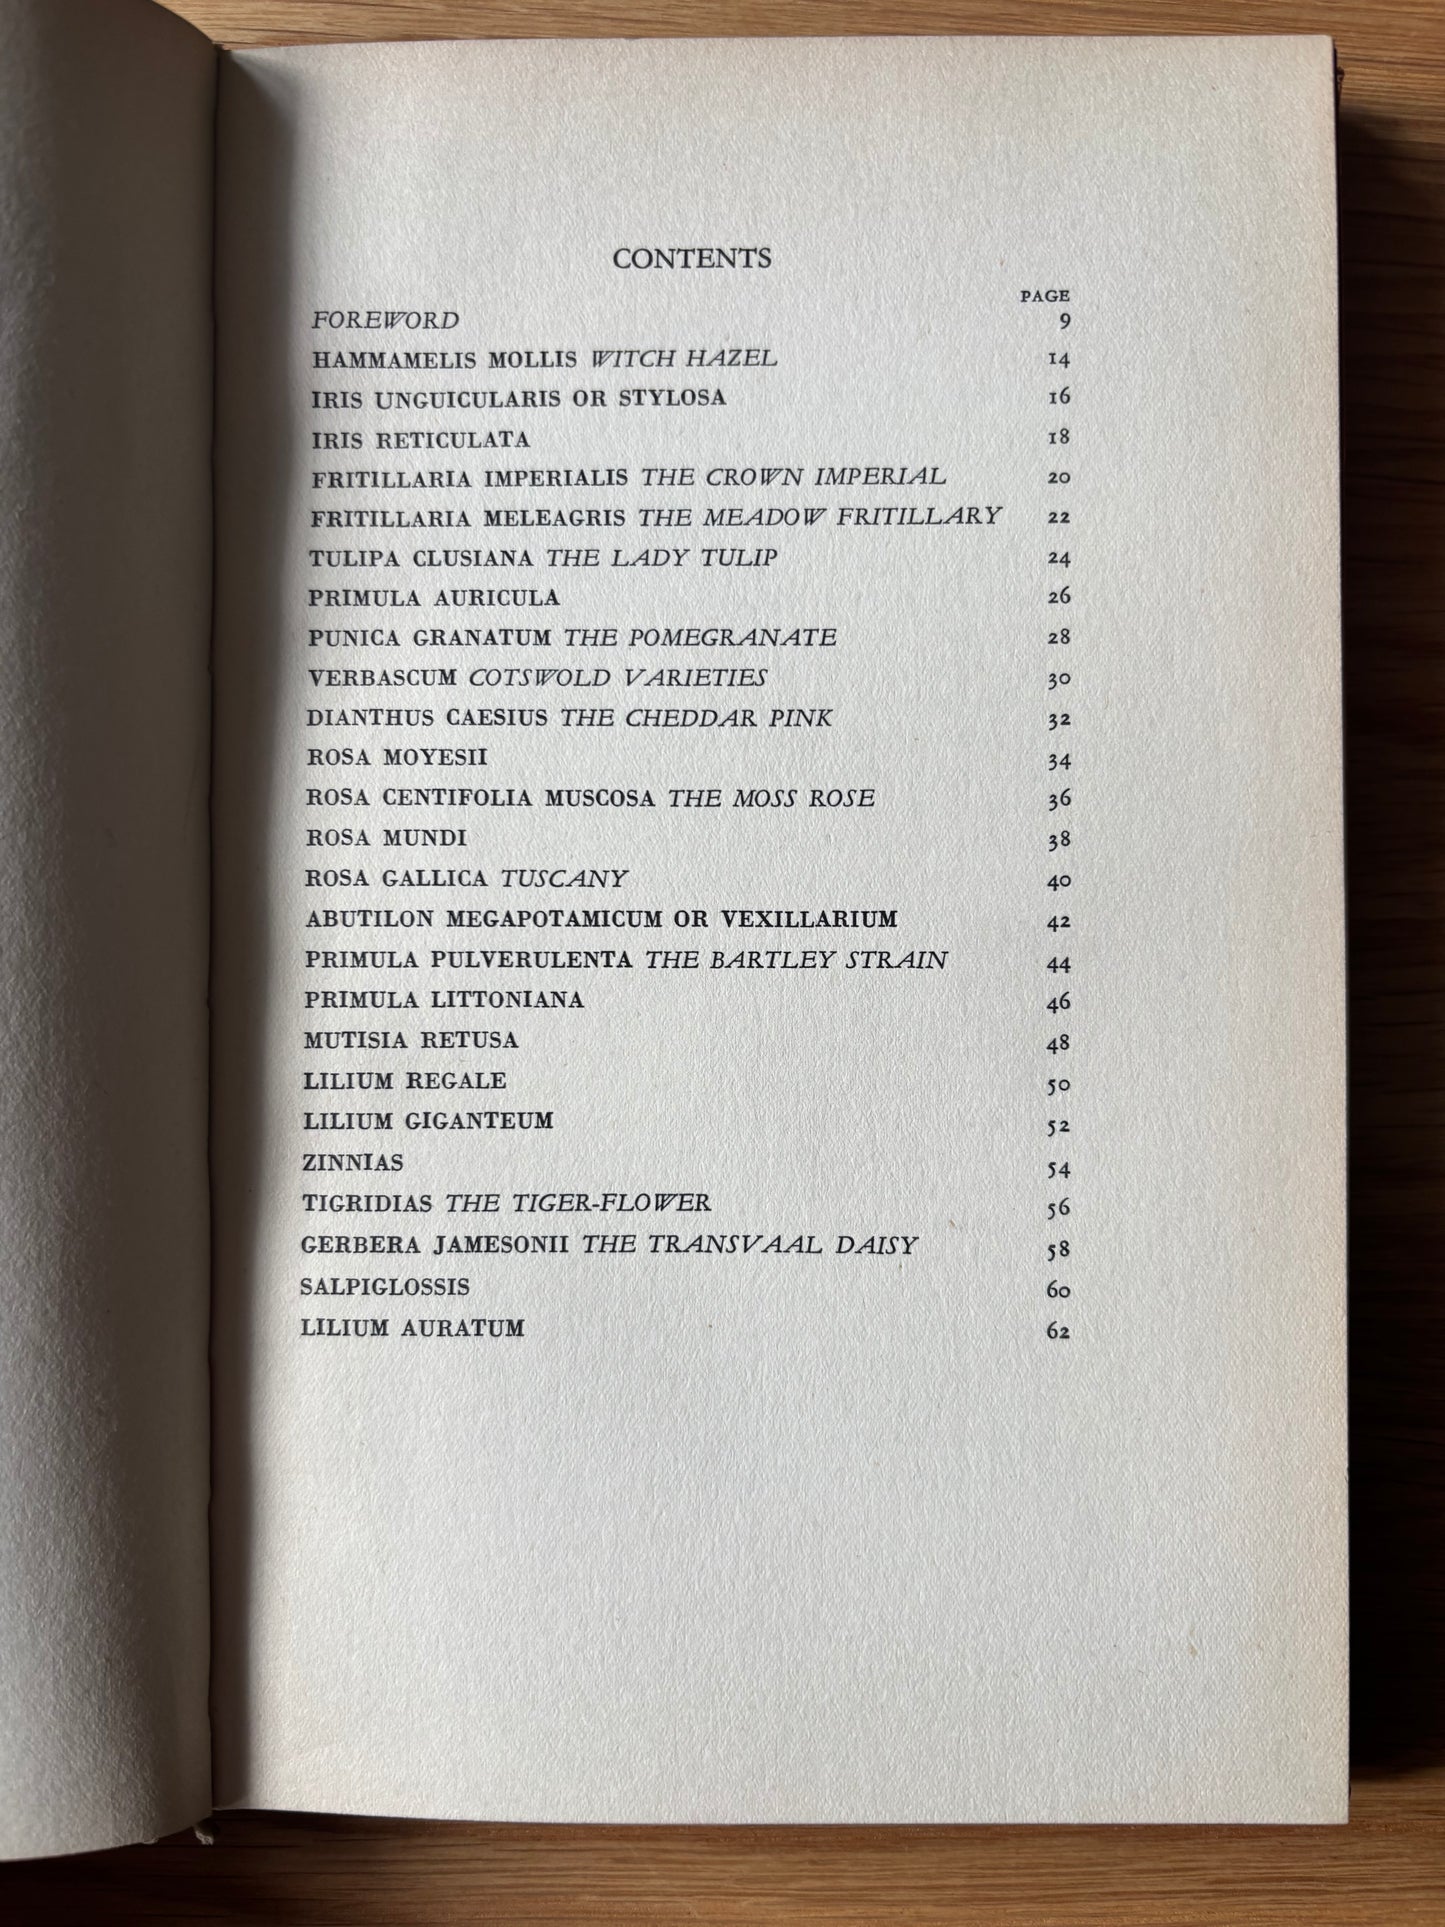 CONTENTS
PAGE
FOREWORD 9
HAMMAMELIS MOLLIS WITCH HAZEL 14
IRIS UNGUICULARIS OR STYLOSA 16
IRIS RETICULATA 18
FRITILLARIA IMPERIALIS THE CROWN IMPERIAL 20
FRITILLARIA MELEAGRIS THE MEADOW FRITILLARY 22
TULIPA CLUSIANA THE LADY TULIP 24
PRIMULA AURICULA 26
PUNICA GRANATUM THE POMEGRANATE 28
VERBASCUM COTSWOLD VARIETIES 30
DIANTHUS CAESIUS THE CHEDDAR PINK 32
ROSA MOYESII 34
ROSA CENTIFOLIA MUSCOSA THE MOSS ROSE 36
ROSA MUNDI 38
ROSA GALLICA TUSCANY 40
ABUTILON MEGAPOTAMICUM OR VEXILLARIUM 42
PRIMULA PULVERULENTA THE BARTLEY STRAIN 44
PRIMULA LITTONIANA 46
MUTISIA RETUSA 48
LILIUM REGALE 50
LILIUM GIGANTEUM 52
ZINNIAS 54
TIGRIDIAS THE TIGER-FLOWER 56
GERBERA JAMESONII THE TRANSVAAL DAISY 58
SALPIGLOSSIS 60
LILIUM AURATUM 62